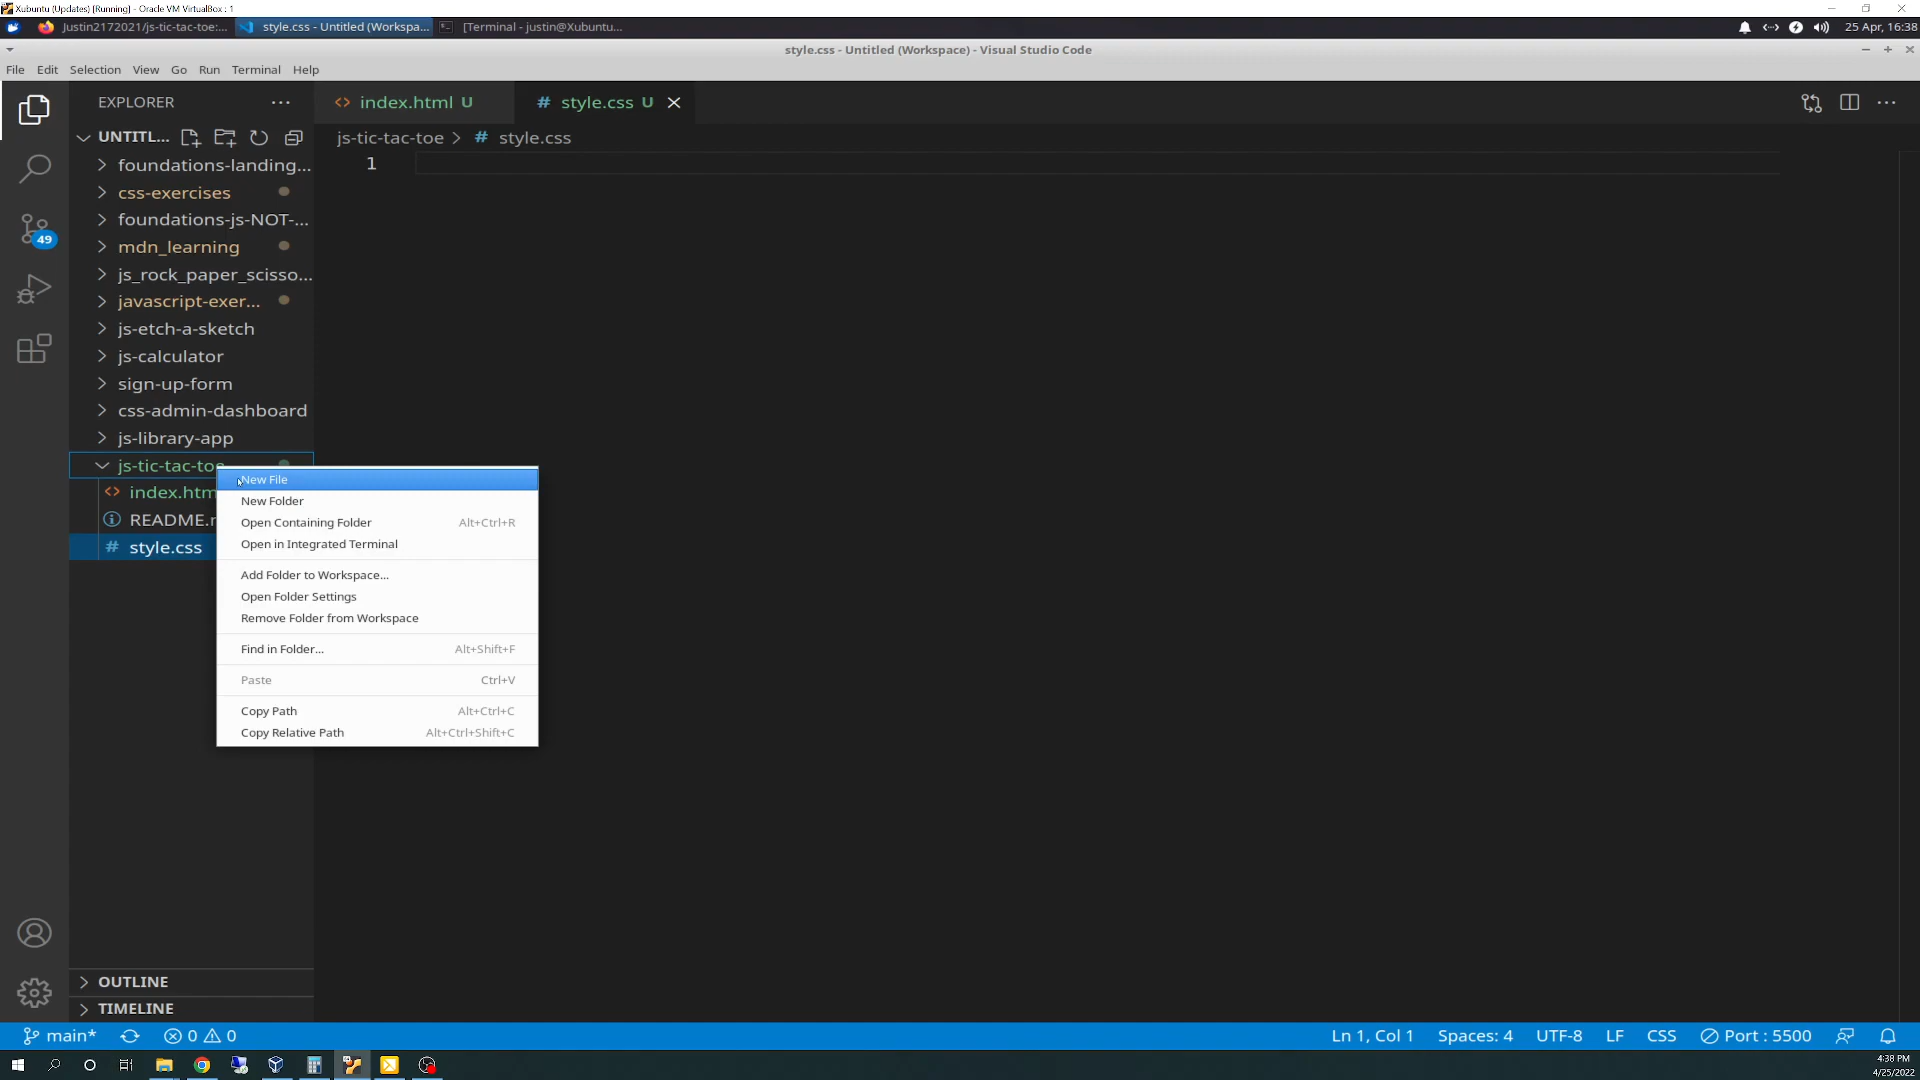 Xubuntu (Updates) [Running] - Oracle VM VirtualBox : 1
Justin2172021/js-tic-tac-toe:...
style.css - Untitled (Workspa...
[Terminal - justin@Xubuntu...
25 Apr, 16:38
style.css - Untitled (Workspace) - Visual Studio Code
File Edit Selection View Go Run Terminal Help
EXPLORER
index.html U
style.css U
UNTITL...
js-tic-tac-toe > # style.css
1
foundations-landing...
css-exercises
foundations-js-NOT-...
49
mdn_learning
js_rock_paper_scisso...
javascript-exer...
js-etch-a-sketch
js-calculator
sign-up-form
css-admin-dashboard
js-library-app
js-tic-tac-toe
index.htm
README.
# style.css
New File
New Folder
Open Containing Folder Alt+Ctrl+R
Open in Integrated Terminal
Add Folder to Workspace...
Open Folder Settings
Remove Folder from Workspace
Find in Folder... Alt+Shift+F
Paste Ctrl+V
Copy Path Alt+Ctrl+C
Copy Relative Path Alt+Ctrl+Shift+C
OUTLINE
TIMELINE
main* 0 0
Ln 1, Col 1 Spaces: 4 UTF-8 LF CSS Port : 5500
4:38 PM
4/25/2022